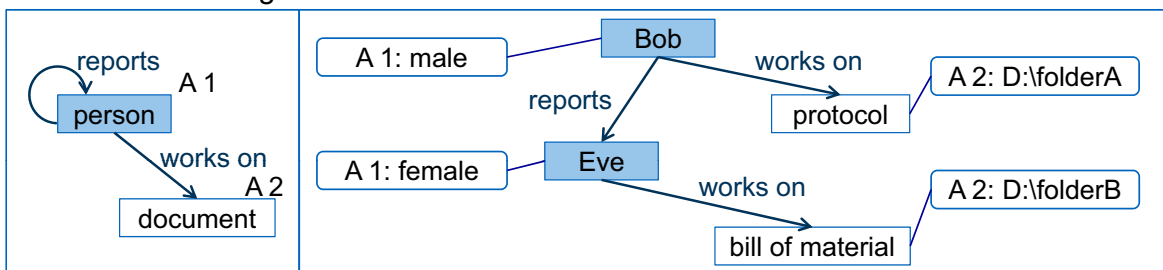 reports
A 1
person
works on
A 2
document
A 1: male
Bob
works on
A 2: D:\folderA
reports
protocol
A 1: female
Eve
works on
A 2: D:\folderB
bill of material